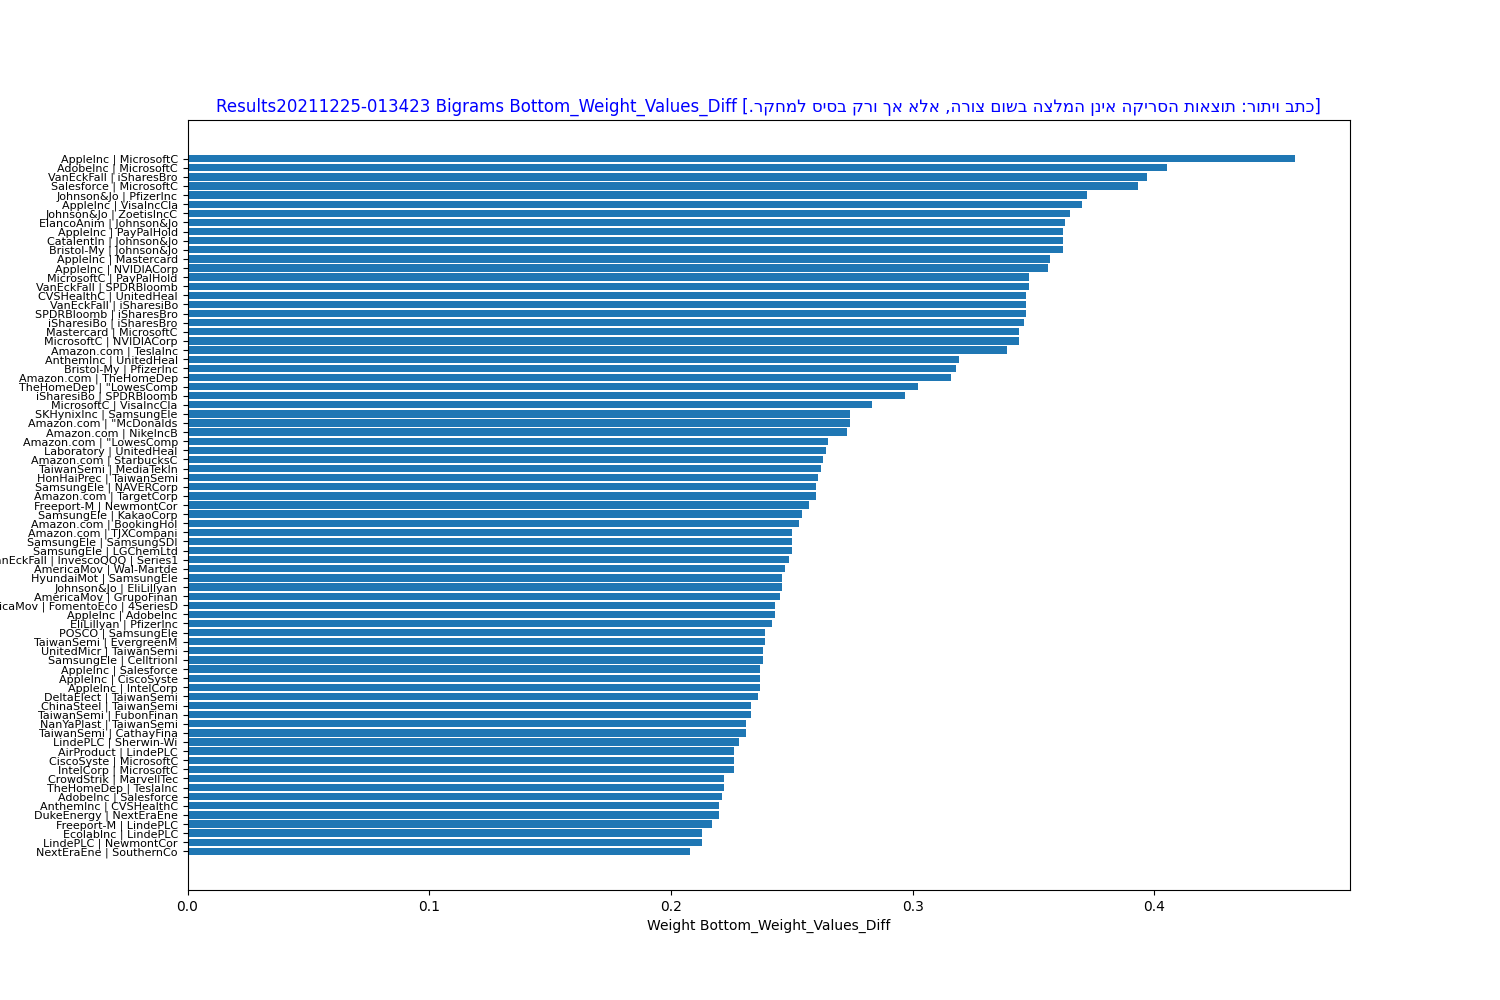 Results20211225-013423 Bigrams Bottom_Weight_Values_Diff [כתב ויתור: תוצאות הסריקה אינן המלצה בשום צורה, אלא אך ורק בסיס למחקר.]
AppleInc | MicrosoftC
AdobeInc | MicrosoftC
VanEckFall | iSharesBro
Salesforce | MicrosoftC
Johnson&Jo | PfizerInc
AppleInc | VisaIncCla
Johnson&Jo | ZoetisIncC
ElancoAnim | Johnson&Jo
AppleInc | PayPalHold
CatalentIn | Johnson&Jo
Bristol-My | Johnson&Jo
AppleInc | Mastercard
AppleInc | NVIDIACorp
MicrosoftC | PayPalHold
VanEckFall | SPDRBloomb
CVSHealthC | UnitedHeal
VanEckFall | iSharesiBo
SPDRBloomb | iSharesBro
iSharesiBo | iSharesBro
Mastercard | MicrosoftC
MicrosoftC | NVIDIACorp
Amazon.com | TeslaInc
AnthemInc | UnitedHeal
Bristol-My | PfizerInc
Amazon.com | TheHomeDep
TheHomeDep | "LowesComp
iSharesiBo | SPDRBloomb
MicrosoftC | VisaIncCla
SKHynixInc | SamsungEle
Amazon.com | "McDonalds
Amazon.com | NikeIncB
Amazon.com | "LowesComp
Laboratory | UnitedHeal
Amazon.com | StarbucksC
TaiwanSemi | MediaTekIn
HonHaiPrec | TaiwanSemi
SamsungEle | NAVERCorp
Amazon.com | TargetCorp
Freeport-M | NewmontCor
SamsungEle | KakaoCorp
Amazon.com | BookingHol
Amazon.com | TJXCompani
SamsungEle | SamsungSDI
SamsungEle | LGChemLtd
anEckFall | InvescoQQQ | Series1
AmericaMov | Wal-Martde
HyundaiMot | SamsungEle
Johnson&Jo | EliLillyan
AmericaMov | GrupoFinan
icaMov | FomentoEco | 4SeriesD
AppleInc | AdobeInc
EliLillyan | PfizerInc
POSCO | SamsungEle
TaiwanSemi | EvergreenM
UnitedMicr | TaiwanSemi
SamsungEle | CelltrionI
AppleInc | Salesforce
AppleInc | CiscoSyste
AppleInc | IntelCorp
DeltaElect | TaiwanSemi
ChinaSteel | TaiwanSemi
TaiwanSemi | FubonFinan
NanYaPlast | TaiwanSemi
TaiwanSemi | CathayFina
LindePLC | Sherwin-Wi
AirProduct | LindePLC
CiscoSyste | MicrosoftC
IntelCorp | MicrosoftC
CrowdStrik | MarvellTec
TheHomeDep | TeslaInc
AdobeInc | Salesforce
AnthemInc | CVSHealthC
DukeEnergy | NextEraEne
Freeport-M | LindePLC
EcolabInc | LindePLC
LindePLC | NewmontCor
NextEraEne | SouthernCo
0.0 0.1 0.2 0.3 0.4
Weight Bottom_Weight_Values_Diff